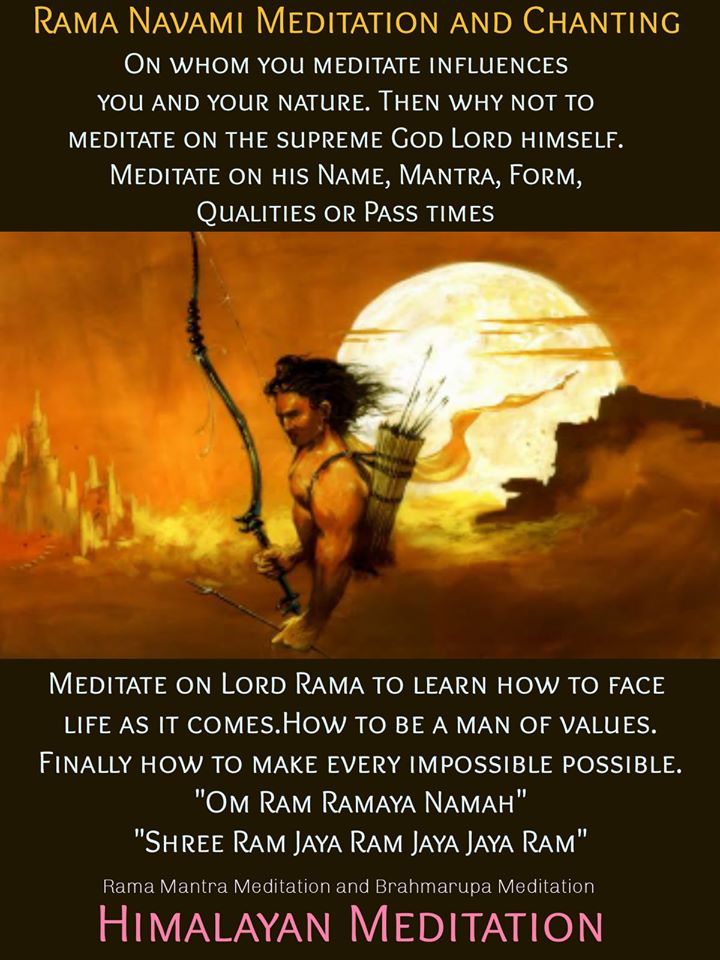 Rama Navami Meditation and Chanting
On whom you meditate influences
you and your nature. Then why not to
meditate on the supreme God Lord himself.
Meditate on his Name, Mantra, Form,
Qualities or Pass times
Meditate on Lord Rama to learn how to face
life as it comes.How to be a man of values.
Finally how to make every impossible possible.
"Om Ram Ramaya Namah"
"Shree Ram Jaya Ram Jaya Jaya Ram"
Rama Mantra Meditation and Brahmarupa Meditation
Himalayan Meditation